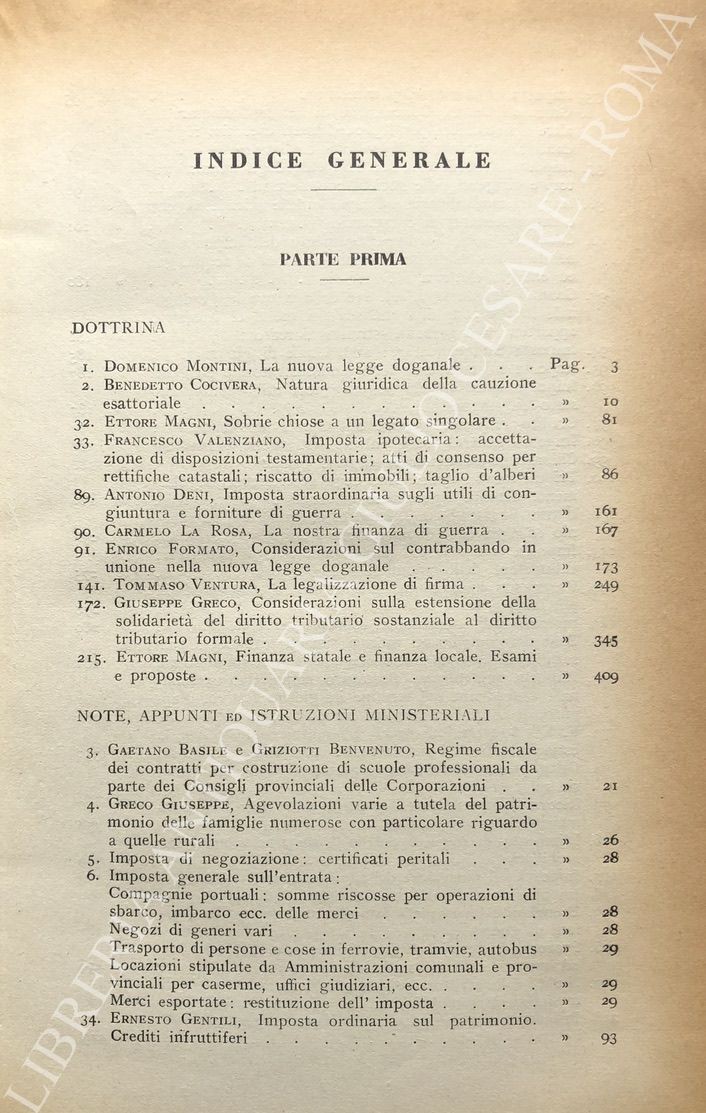 INDICE GENERALE
PARTE PRIMA
DOTTRINA
1. DOMENICO MONTINI, La nuova legge doganale . . . Pag. 3
2. BENEDETTO COCIVERA, Natura giuridica della cauzione
esattoriale . . . . . . . . . . . . . » 10
32. ETTORE MAGNI, Sobrie chiose a un legato singolare . . » 81
33. FRANCESCO VALENZIANO, Imposta ipotecaria: accetta-
zione di disposizioni testamentarie; atti di consenso per
rettifiche catastali; riscatto di immobili; taglio d'alberi » 86
89. ANTONIO DENI, Imposta straordinaria sugli utili di con-
giuntura e forniture di guerra . . . . . . . » 161
90. CARMELO LA ROSA, La nostra finanza di guerra . . » 167
91. ENRICO FORMATO, Considerazioni sul contrabbando in
unione nella nuova legge doganale . . . . . » 173
141. TOMMASO VENTURA, La legalizzazione di firma . . . » 249
172. GIUSEPPE GRECO, Considerazioni sulla estensione della
solidarietà del diritto tributario sostanziale al diritto
tributario formale . . . . . . . . . . . » 345
215. ETTORE MAGNI, Finanza statale e finanza locale. Esami
e proposte . . . . . . . . . . . . . » 409
NOTE, APPUNTI ED ISTRUZIONI MINISTERIALI
3. GAETANO BASILE e GRIZIOTTI BENVENUTO, Regime fiscale
dei contratti per costruzione di scuole professionali da
parte dei Consigli provinciali delle Corporazioni . . » 21
4. GRECO GIUSEPPE, Agevolazioni varie a tutela del patri-
monio delle famiglie numerose con particolare riguardo
a quelle rurali . . . . . . . . . . . . » 26
5. Imposta di negoziazione: certificati peritali . . . » 28
6. Imposta generale sull'entrata:
Compagnie portuali: somme riscosse per operazioni di
sbarco, imbarco ecc. delle merci . . . . . . » 28
Negozi di generi vari . . . . . . . . . . » 28
Trasporto di persone e cose in ferrovie, tramvie, autobus » 29
Locazioni stipulate da Amministrazioni comunali e pro-
vinciali per caserme, uffici giudiziari, ecc. . . . . » 29
Merci esportate: restituzione dell' imposta . . . . » 29
34. ERNESTO GENTILI, Imposta ordinaria sul patrimonio.
Crediti infruttiferi . . . . . . . . . . . » 93
LIBRERIA ANTIQUARIA GIULIOCESARE - ROMA